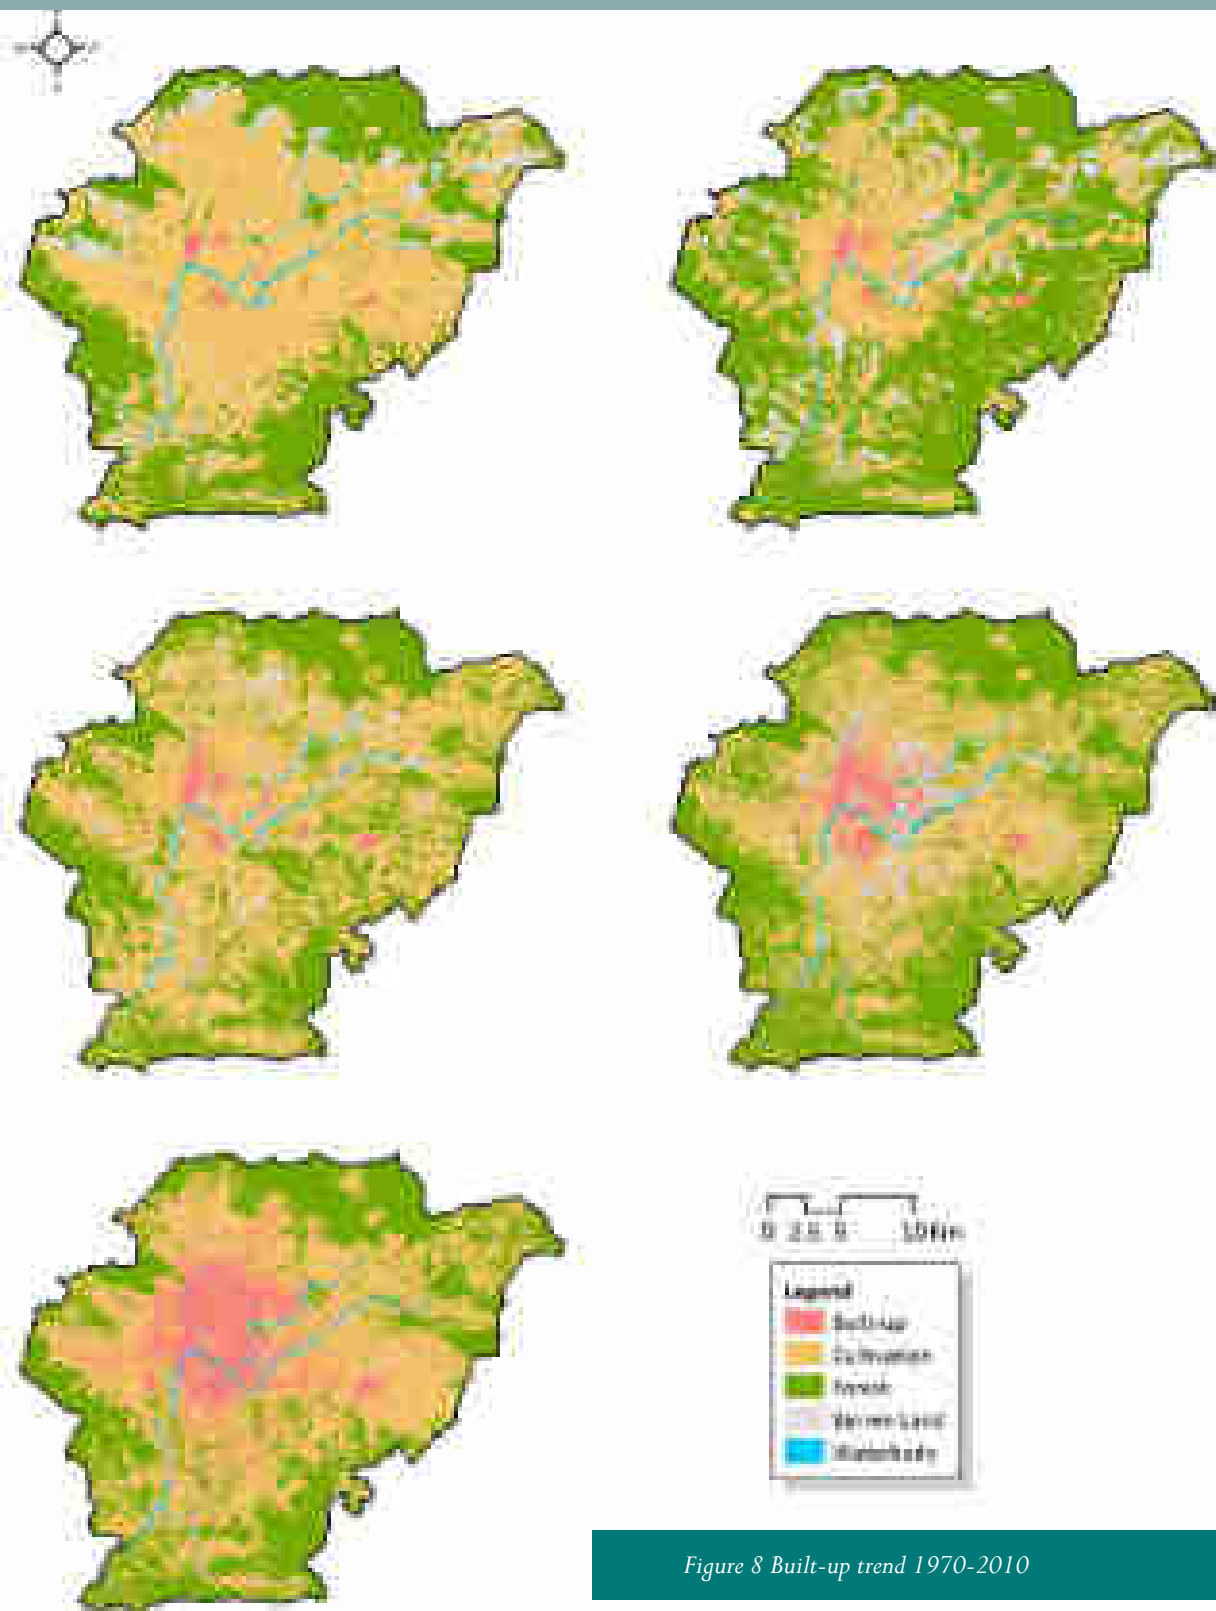 0 2.5 5 10 Km
Legend
Built-up
Cultivation
Forest
Barren Land
Waterbody
Figure 8 Built-up trend 1970-2010